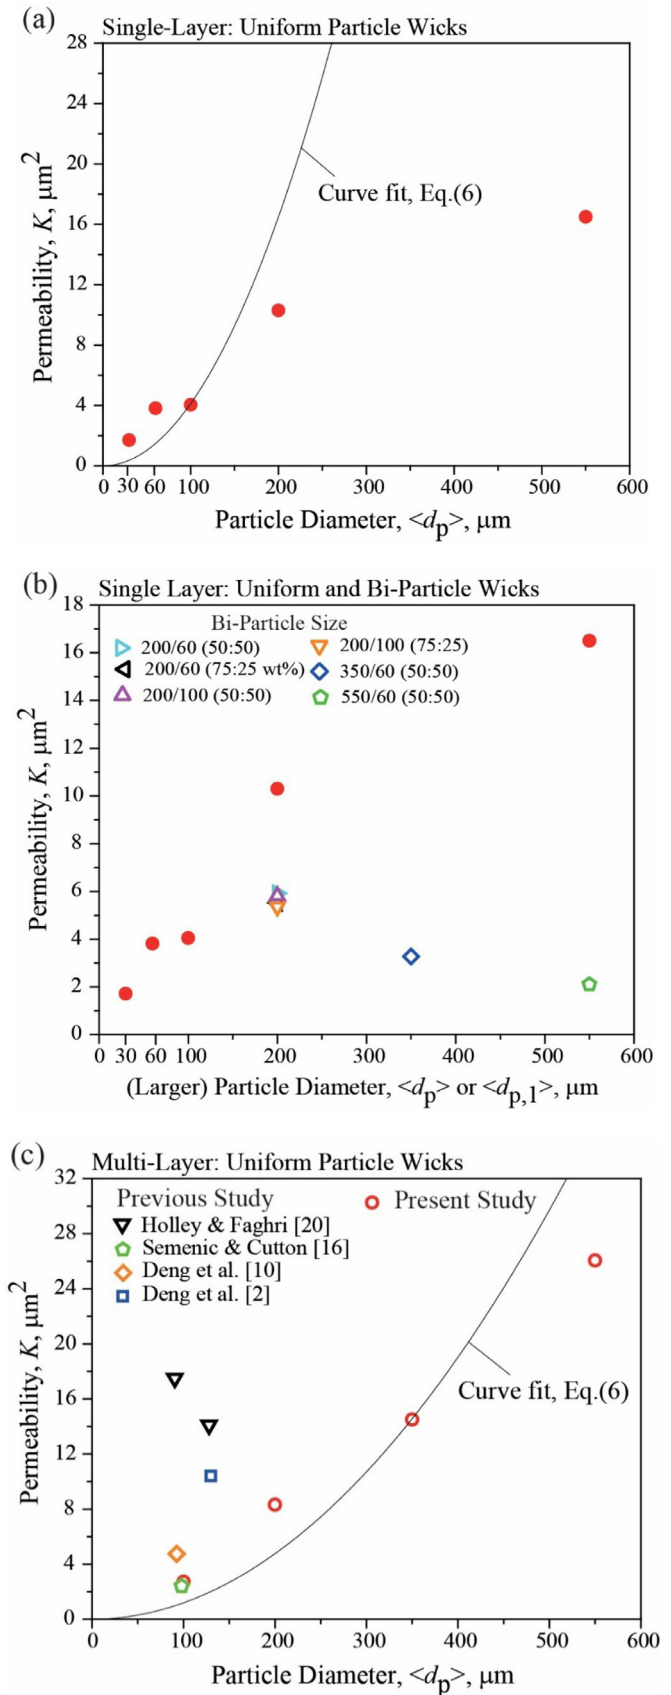 (a)
Single-Layer: Uniform Particle Wicks
28
24
20
16
12
8
4
0
Permeability, K, μm²
Curve fit, Eq.(6)
0 30 60 100 200 300 400 500 600
Particle Diameter, <dp>, μm
(b)
Single Layer: Uniform and Bi-Particle Wicks
18
16
14
12
10
8
6
4
2
0
Permeability, K, μm²
Bi-Particle Size
200/60 (50:50) 200/100 (75:25)
200/60 (75:25 wt%) 350/60 (50:50)
200/100 (50:50) 550/60 (50:50)
0 30 60 100 200 300 400 500 600
(Larger) Particle Diameter, <dp> or <dp,1>, μm
(c)
Multi-Layer: Uniform Particle Wicks
32
28
24
20
16
12
8
4
0
Permeability, K, μm²
Previous Study Present Study
Holley & Faghri [20]
Semenic & Cutton [16]
Deng et al. [10]
Deng et al. [2]
Curve fit, Eq.(6)
0 100 200 300 400 500 600
Particle Diameter, <dp>, μm